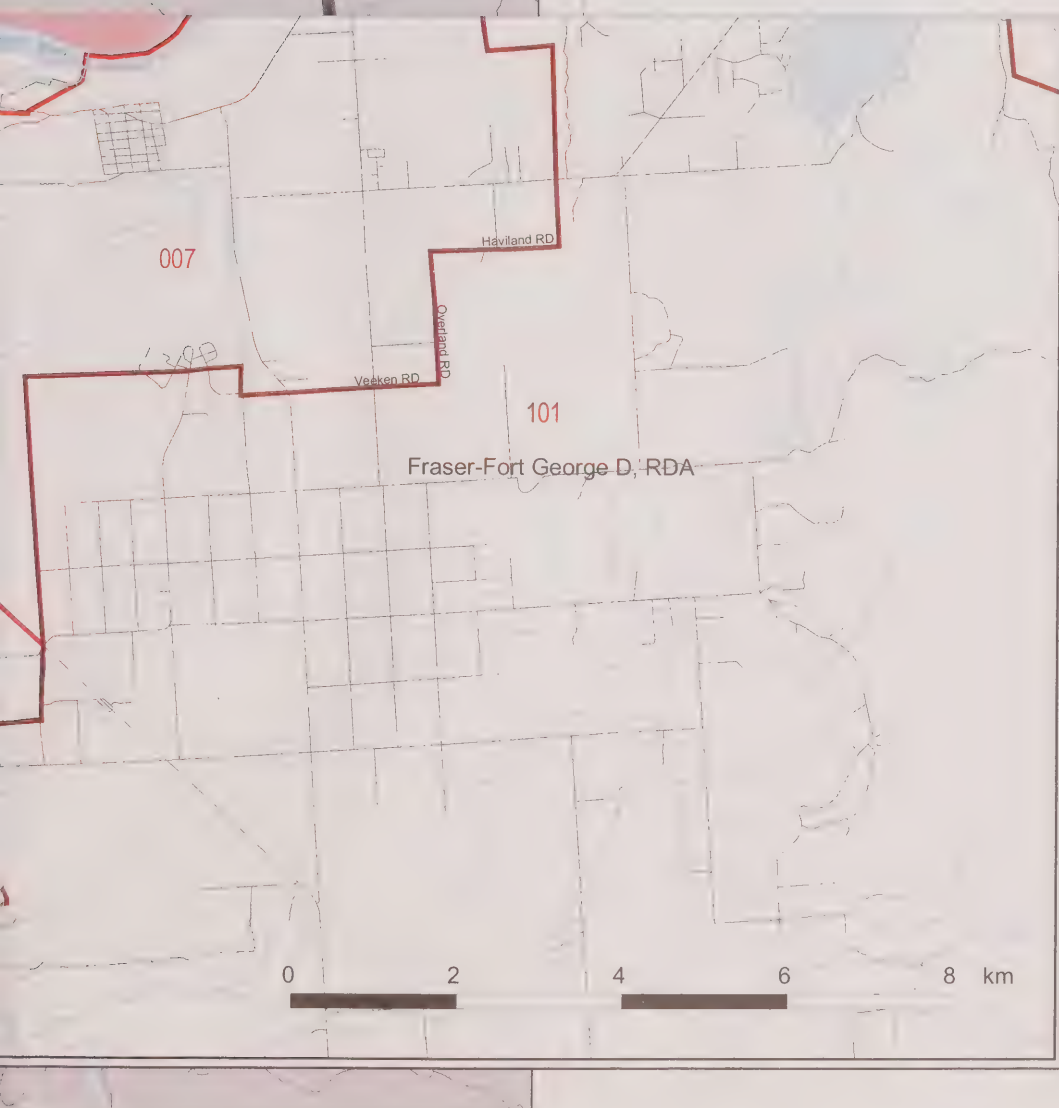 Haviland RD
007
Overland RD
Veeken RD
101
Fraser-Fort George D, RDA
0 2 4 6 8 km